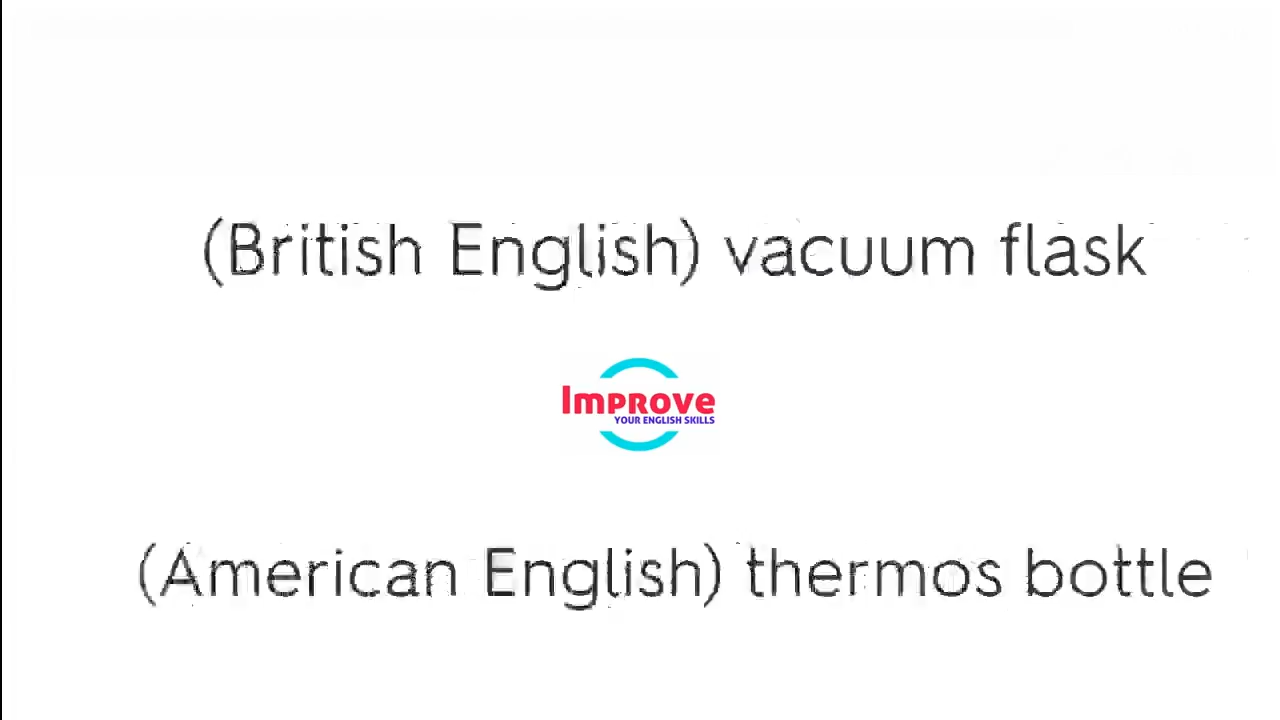 (British English) vacuum flask
Improve
YOUR ENGLISH SKILLS
(American English) thermos bottle